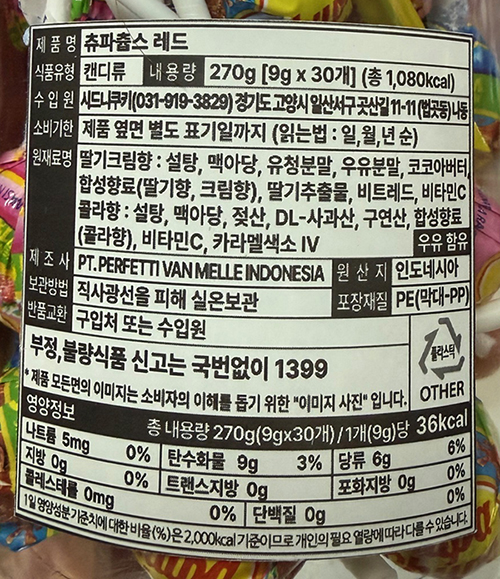 제 품 명 츄파춥스 레드
식품유형 캔디류 내 용 량 270g [9g x 30개] (총 1,080kcal)
수 입 원 시드니쿠키(031-919-3829) 경기도 고양시 일산서구 곳산길 11-11 (법곳동) 나동
소비기한 제품 옆면 별도 표기일까지 (읽는법 : 일,월,년 순)
원재료명 딸기크림향 : 설탕, 맥아당, 유청분말, 우유분말, 코코아버터,
합성향료(딸기향, 크림향), 딸기추출물, 비트레드, 비타민C
콜라향 : 설탕, 맥아당, 젖산, DL-사과산, 구연산, 합성향료
(콜라향), 비타민C, 카라멜색소 IV 우유 함유
제 조 사 PT. PERFETTI VAN MELLE INDONESIA 원 산 지 인도네시아
보관방법 직사광선을 피해 실온보관 포장재질 PE(막대-PP)
반품교환 구입처 또는 수입원
부정,불량식품 신고는 국번없이 1399
* 제품 모든면의 이미지는 소비자의 이해를 돕기 위한 "이미지 사진" 입니다.
플라스틱
OTHER
영양정보 총 내용량 270g(9gx30개) / 1개(9g)당 36kcal
나트륨 5mg 0% 탄수화물 9g 3% 당류 6g 6%
지방 0g 0% 트랜스지방 0g 포화지방 0g 0%
콜레스테롤 0mg 0% 단백질 0g 0%
1일 영양성분 기준치에 대한 비율(%)은 2,000kcal 기준이므로 개인의 필요 열량에 따라 다를 수 있습니다.